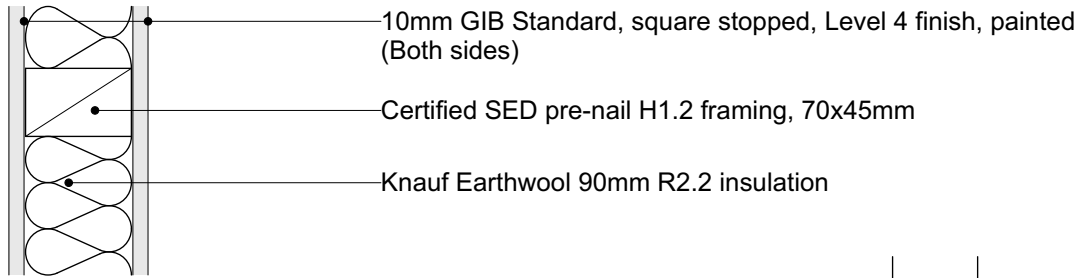 10mm GIB Standard, square stopped, Level 4 finish, painted
(Both sides)
Certified SED pre-nail H1.2 framing, 70x45mm
Knauf Earthwool 90mm R2.2 insulation